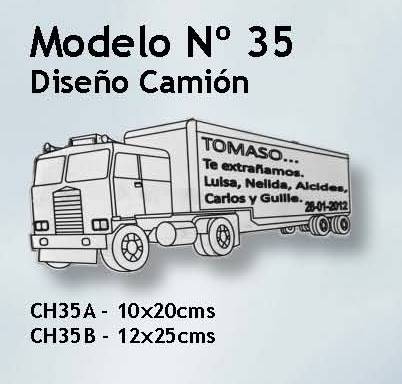 Modelo Nº 35
Diseño Camión
TOMASO...
Te extrañamos.
Luisa, Nelida, Alcides,
Carlos y Guille.
28-01-2012
CH35A - 10x20cms
CH35B - 12x25cms